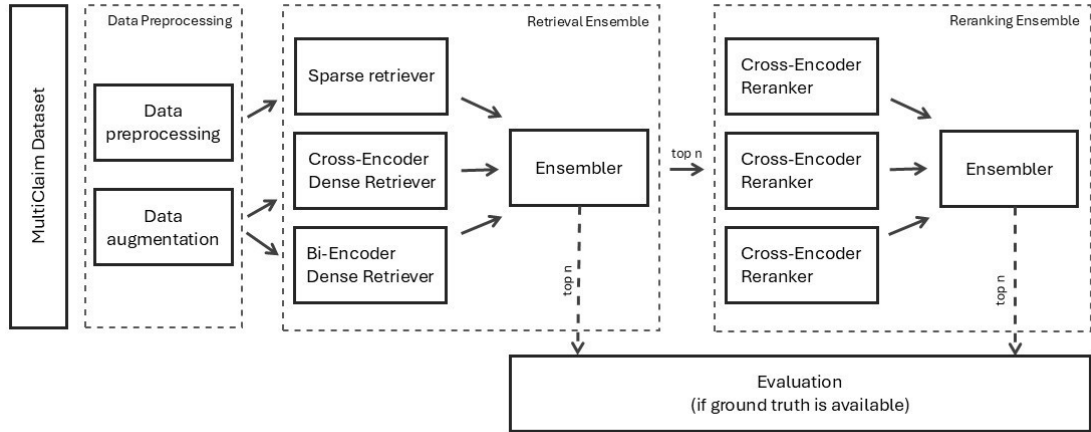 MultiClaim Dataset
Data Preprocessing
Data
preprocessing
Data
augmentation
Retrieval Ensemble
Sparse retriever
Cross-Encoder
Dense Retriever
Bi-Encoder
Dense Retriever
Ensembler
top n
top n
Reranking Ensemble
Cross-Encoder
Reranker
Cross-Encoder
Reranker
Cross-Encoder
Reranker
Ensembler
top n
Evaluation
(if ground truth is available)